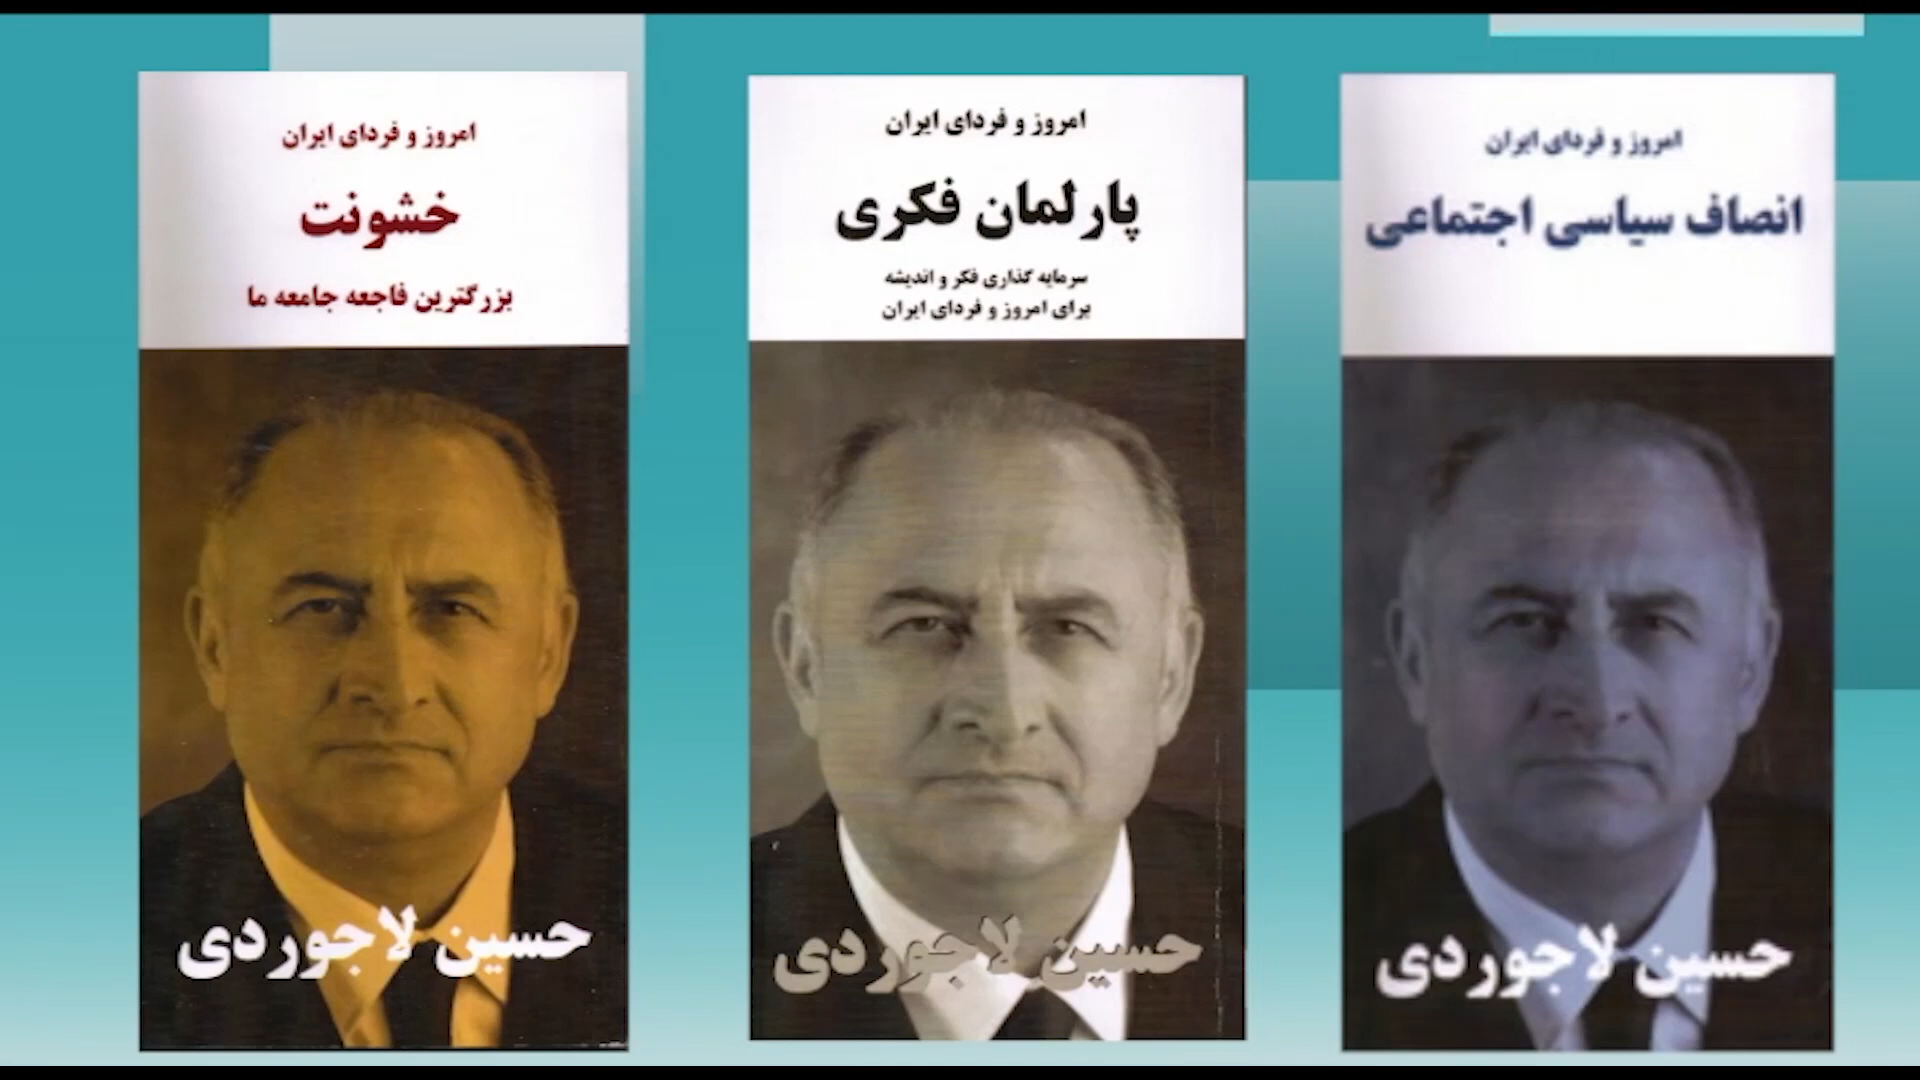 امروز و فردای ایران
خشونت
بزرگترین فاجعه جامعه ما
حسین لاجوردی
امروز و فردای ایران
پارلمان فکری
سرمایه گذاری فکر و اندیشه
برای امروز و فردای ایران
حسین لاجوردی
امروز و فردای ایران
انصاف سیاسی اجتماعی
حسین لاجوردی